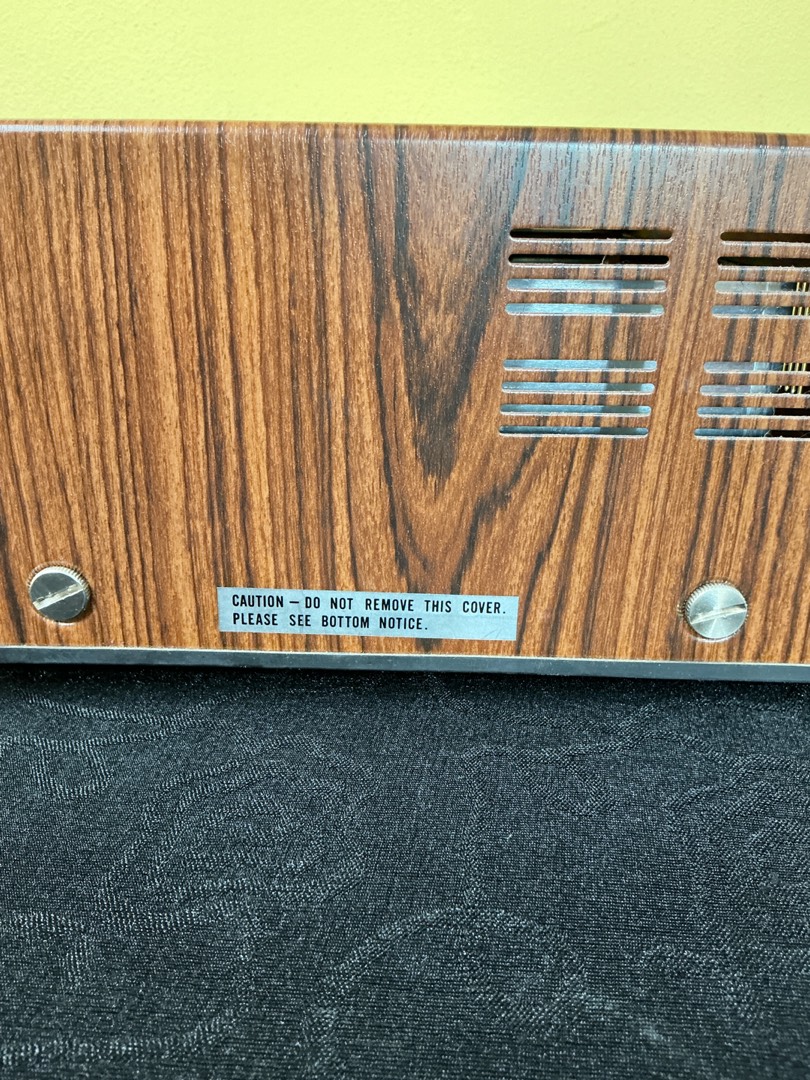 CAUTION — DO NOT REMOVE THIS COVER.
PLEASE SEE BOTTOM NOTICE.